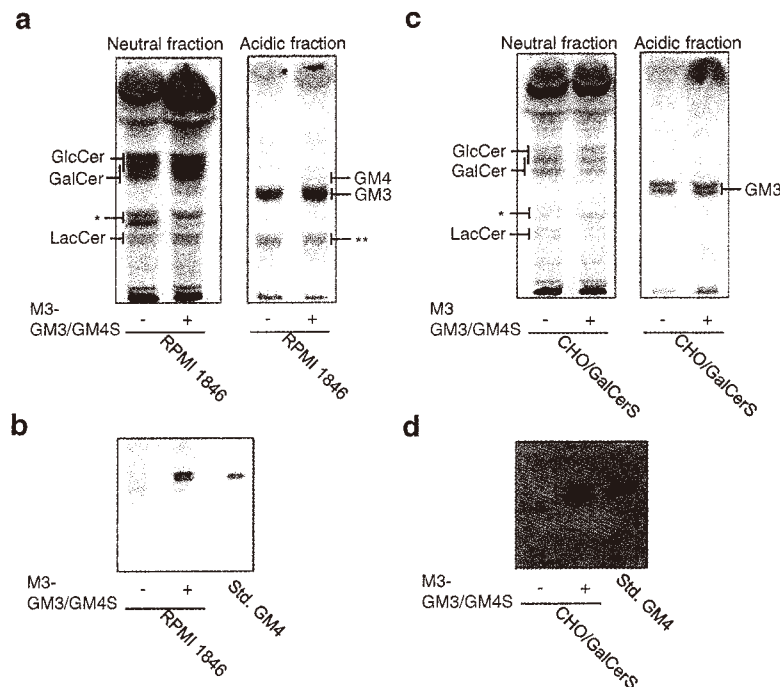 a
Neutral fraction
Acidic fraction
GlcCer
GalCer
*
LacCer
GM4
GM3
**
M3-
GM3/GM4S
- +
- +
RPMI 1846
RPMI 1846
c
Neutral fraction
Acidic fraction
GlcCer
GalCer
*
LacCer
GM3
M3
GM3/GM4S
- +
- +
CHO/GalCerS
CHO/GalCerS
b
M3-
GM3/GM4S
- +
Std. GM4
RPMI 1846
d
M3-
GM3/GM4S
- +
Std. GM4
CHO/GalCerS